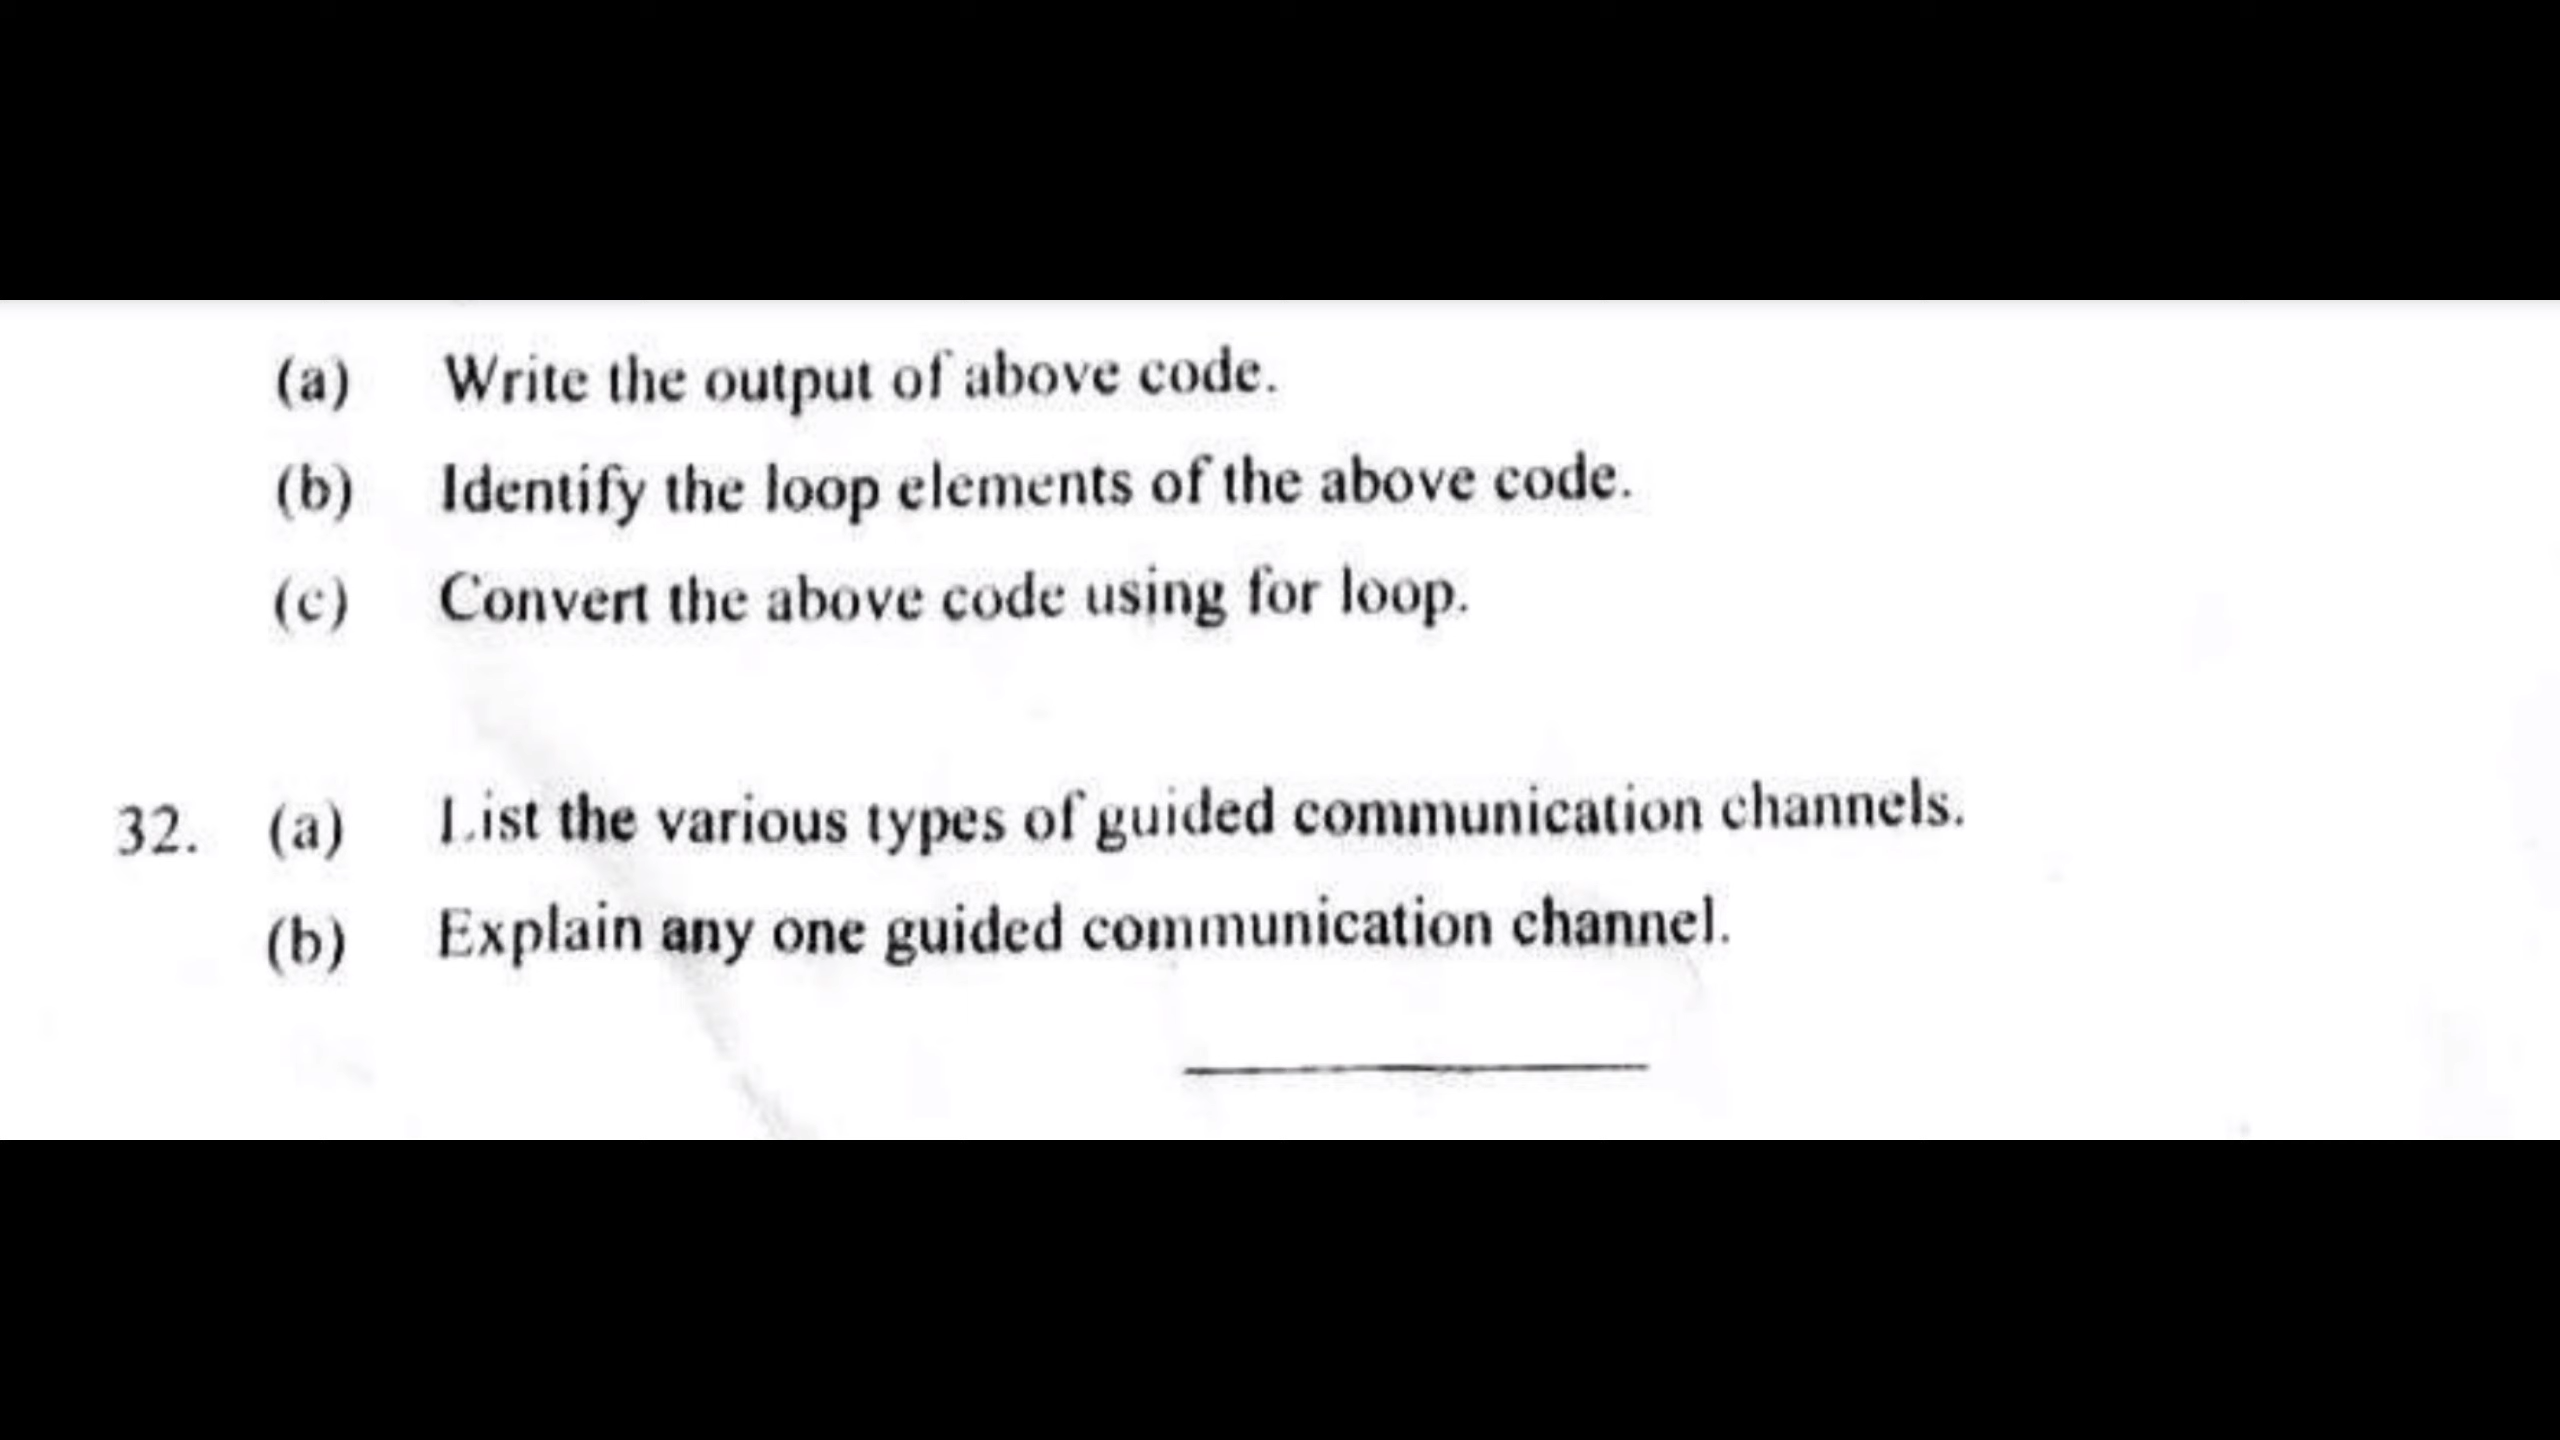 (a) Write the output of above code.
(b) Identify the loop elements of the above code.
(c) Convert the above code using for loop.
32. (a) List the various types of guided communication channels.
(b) Explain any one guided communication channel.